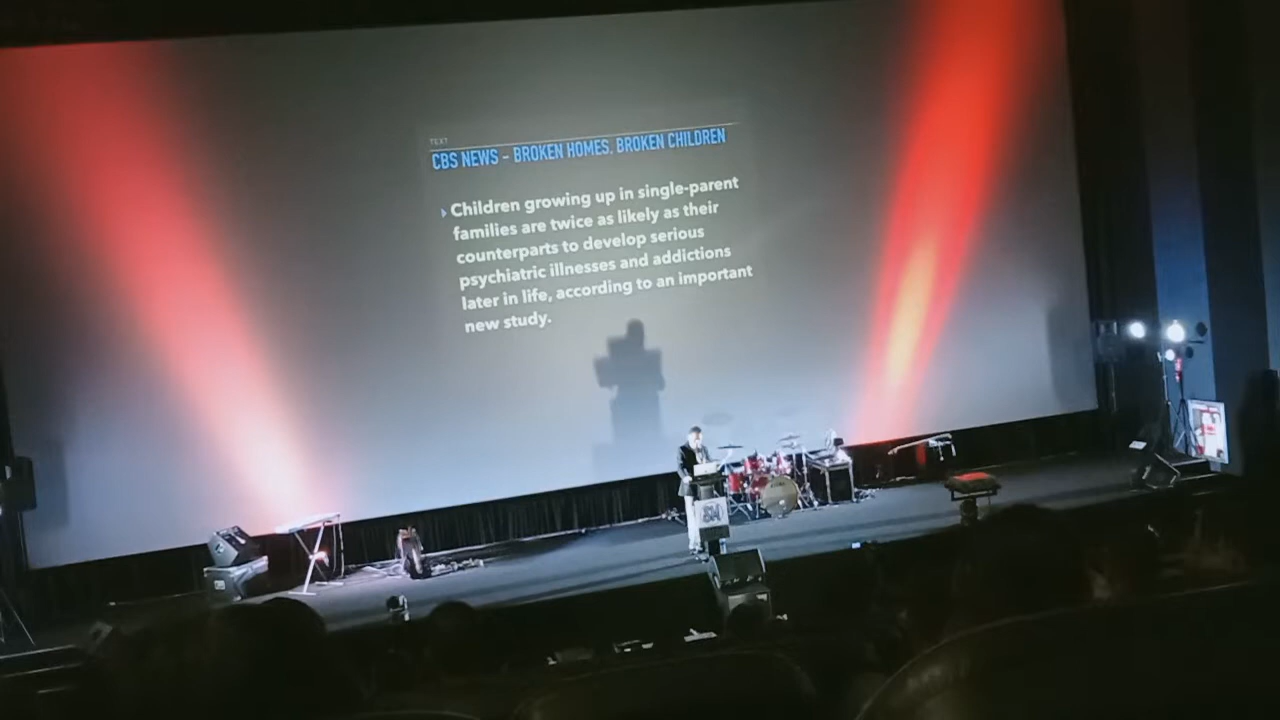 TEXT
CBS NEWS – BROKEN HOMES, BROKEN CHILDREN
Children growing up in single-parent
families are twice as likely as their
counterparts to develop serious
psychiatric illnesses and addictions
later in life, according to an important
new study.